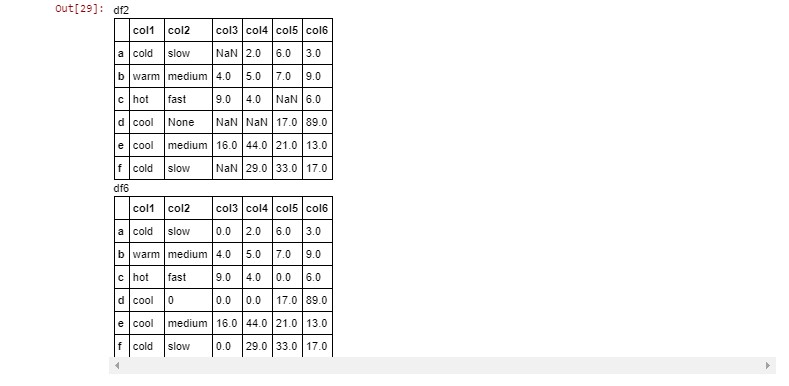 Out[29]: df2
col1 col2 col3 col4 col5 col6
a cold slow NaN 2.0 6.0 3.0
b warm medium 4.0 5.0 7.0 9.0
c hot fast 9.0 4.0 NaN 6.0
d cool None NaN NaN 17.0 89.0
e cool medium 16.0 44.0 21.0 13.0
f cold slow NaN 29.0 33.0 17.0
df6
col1 col2 col3 col4 col5 col6
a cold slow 0.0 2.0 6.0 3.0
b warm medium 4.0 5.0 7.0 9.0
c hot fast 9.0 4.0 0.0 6.0
d cool 0 0.0 0.0 17.0 89.0
e cool medium 16.0 44.0 21.0 13.0
f cold slow 0.0 29.0 33.0 17.0